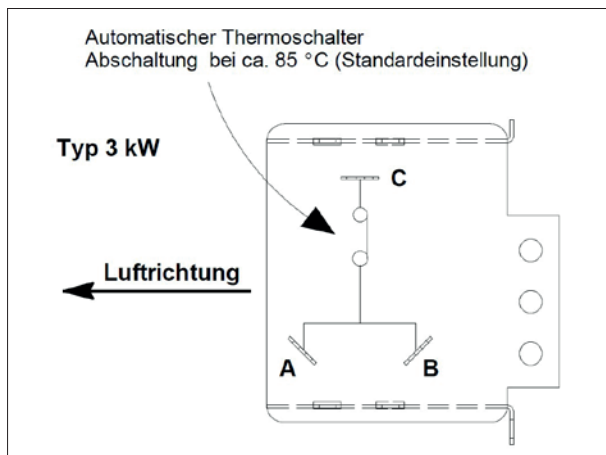 Automatischer Thermoschalter
Abschaltung bei ca. 85 °C (Standardeinstellung)
Typ 3 kW
C
Luftrichtung
A
B